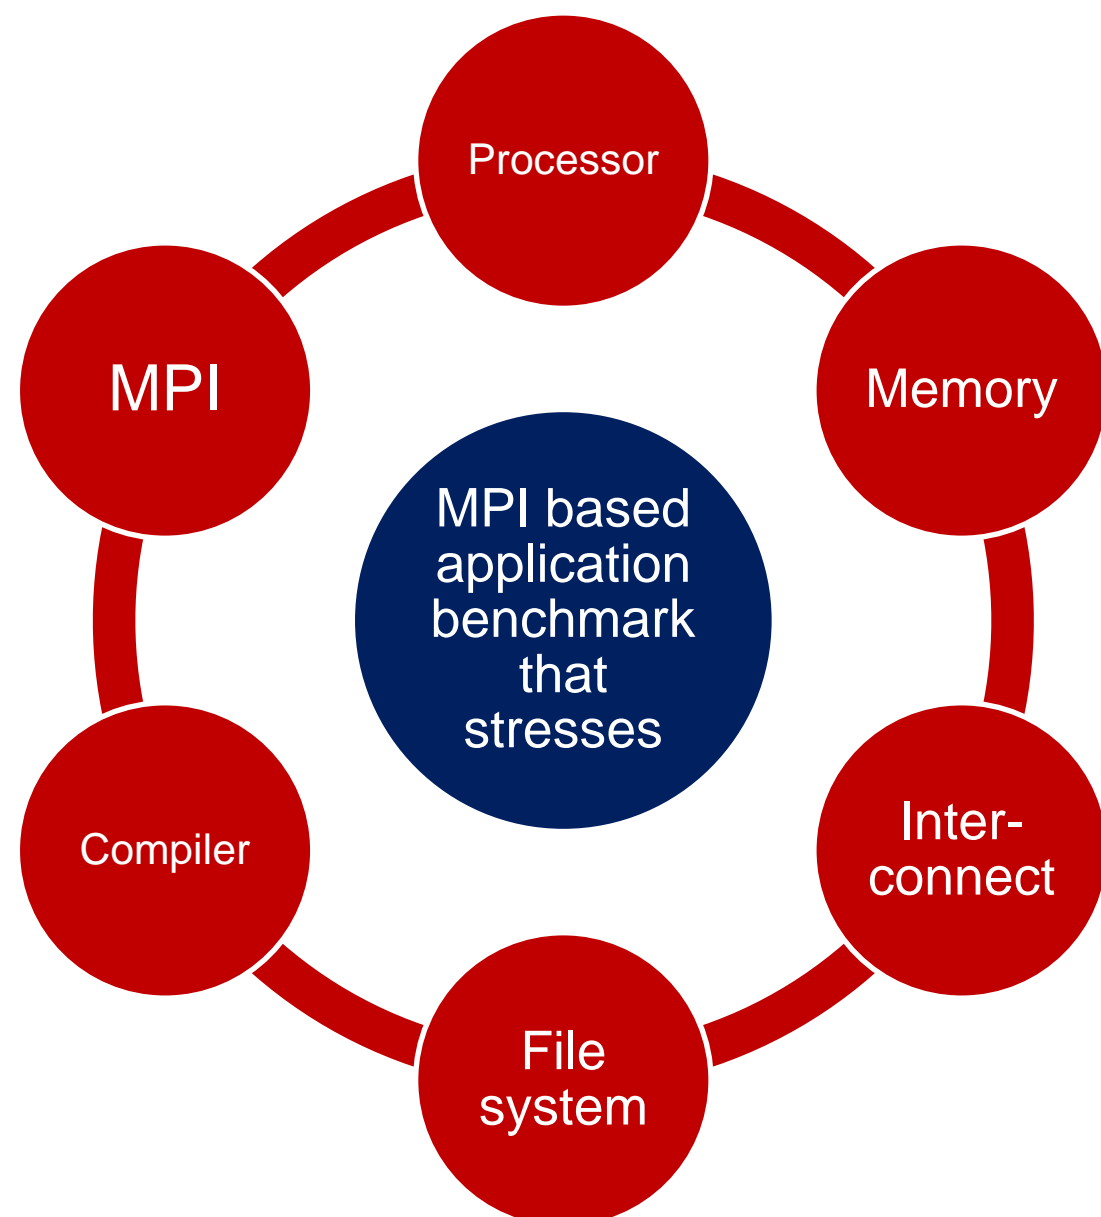 Processor
MPI
Memory
MPI based
application
benchmark
that
stresses
Compiler
Inter-
connect
File
system